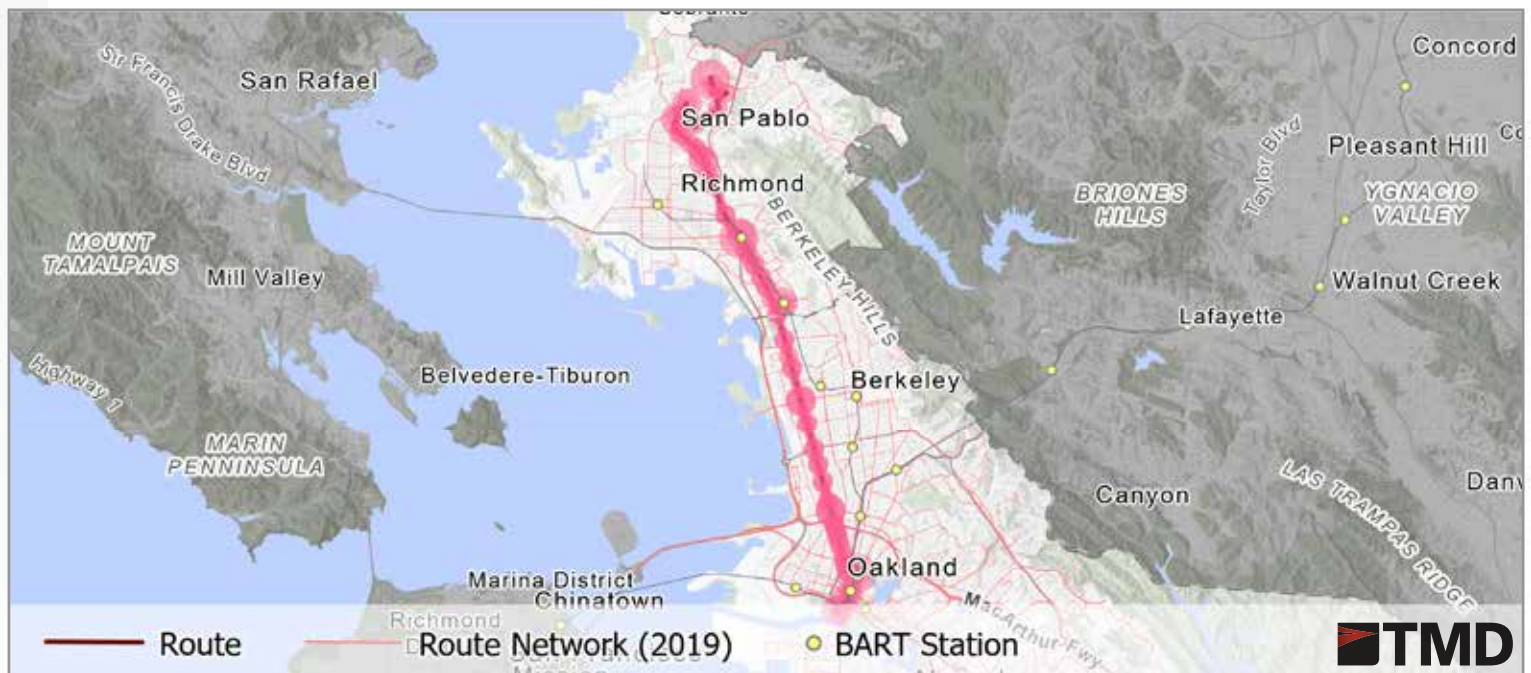 San Rafael
Sir Francis Drake Blvd
Concord
San Pablo
Taylor Blvd
Pleasant Hill
Richmond
BRIONES
HILLS
YGNACIO
VALLEY
BERKELEY HILLS
MOUNT
TAMALPAIS
Mill Valley
Walnut Creek
Lafayette
Highway 1
Belvedere-Tiburon
Berkeley
MARIN
PENNINSULA
LAS TRAMPAS RIDGE
Canyon
Oakland
Marina District
Chinatown
MacArthur Fwy
Richmond
Route
Route Network (2019)
BART Station
TMD